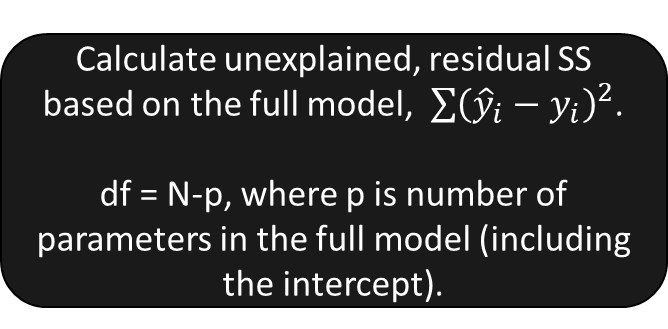 Calculate unexplained, residual SS
based on the full model, ∑(ŷᵢ − yᵢ)².
df = N-p, where p is number of
parameters in the full model (including
the intercept).